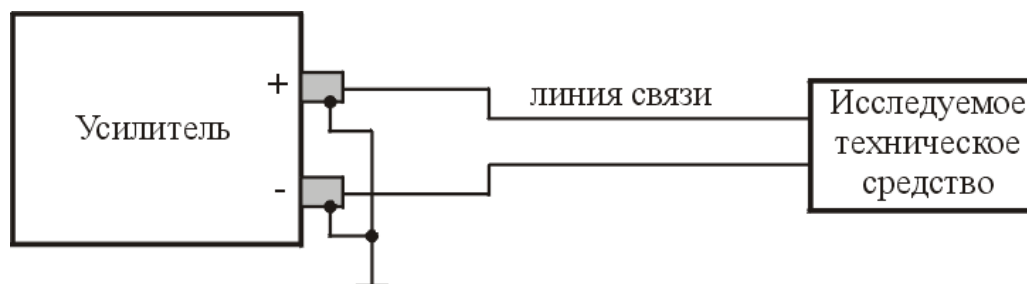 +
линия связи
Усилитель
-
Исследуемое
техническое
средство